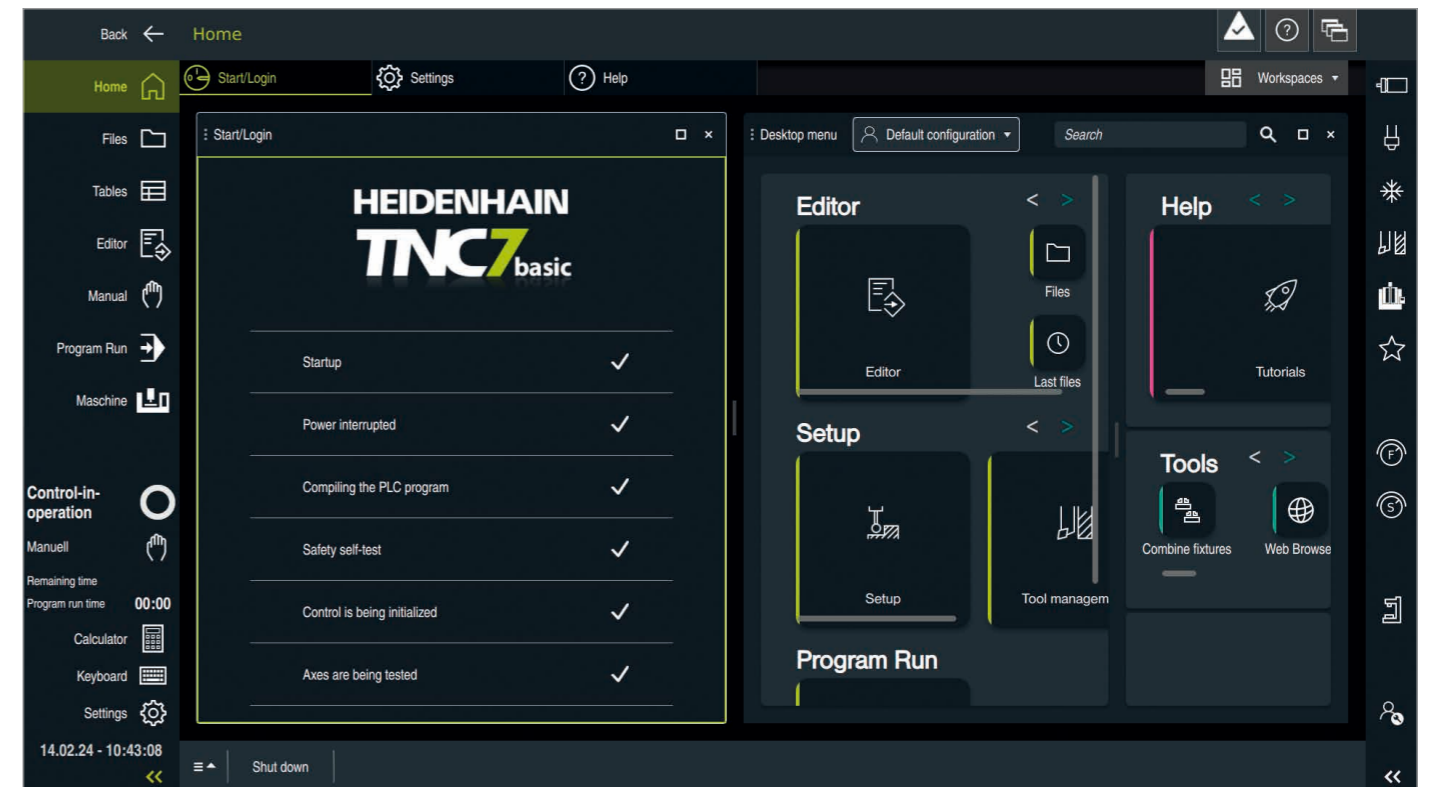 Back
Home
Home
Files
Tables
Editor
Manual
Program Run
Maschine
Control-in-
operation
Manuell
Remaining time
Program run time 00:00
Calculator
Keyboard
Settings
14.02.24 - 10:43:08
Start/Login
Settings
Help
Workspaces
Start/Login
HEIDENHAIN
TNC7 basic
Startup
Power interrupted
Compiling the PLC program
Safety self-test
Control is being initialized
Axes are being tested
Desktop menu
Default configuration
Search
Editor
Editor
Files
Last files
Setup
Setup
Tool managem
Program Run
Help
Tutorials
Tools
Combine fixtures
Web Browse
F
S
Shut down